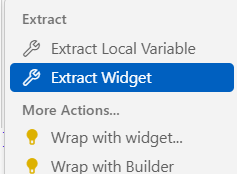 Extract
Extract Local Variable
Extract Widget
More Actions...
Wrap with widget...
Wrap with Builder